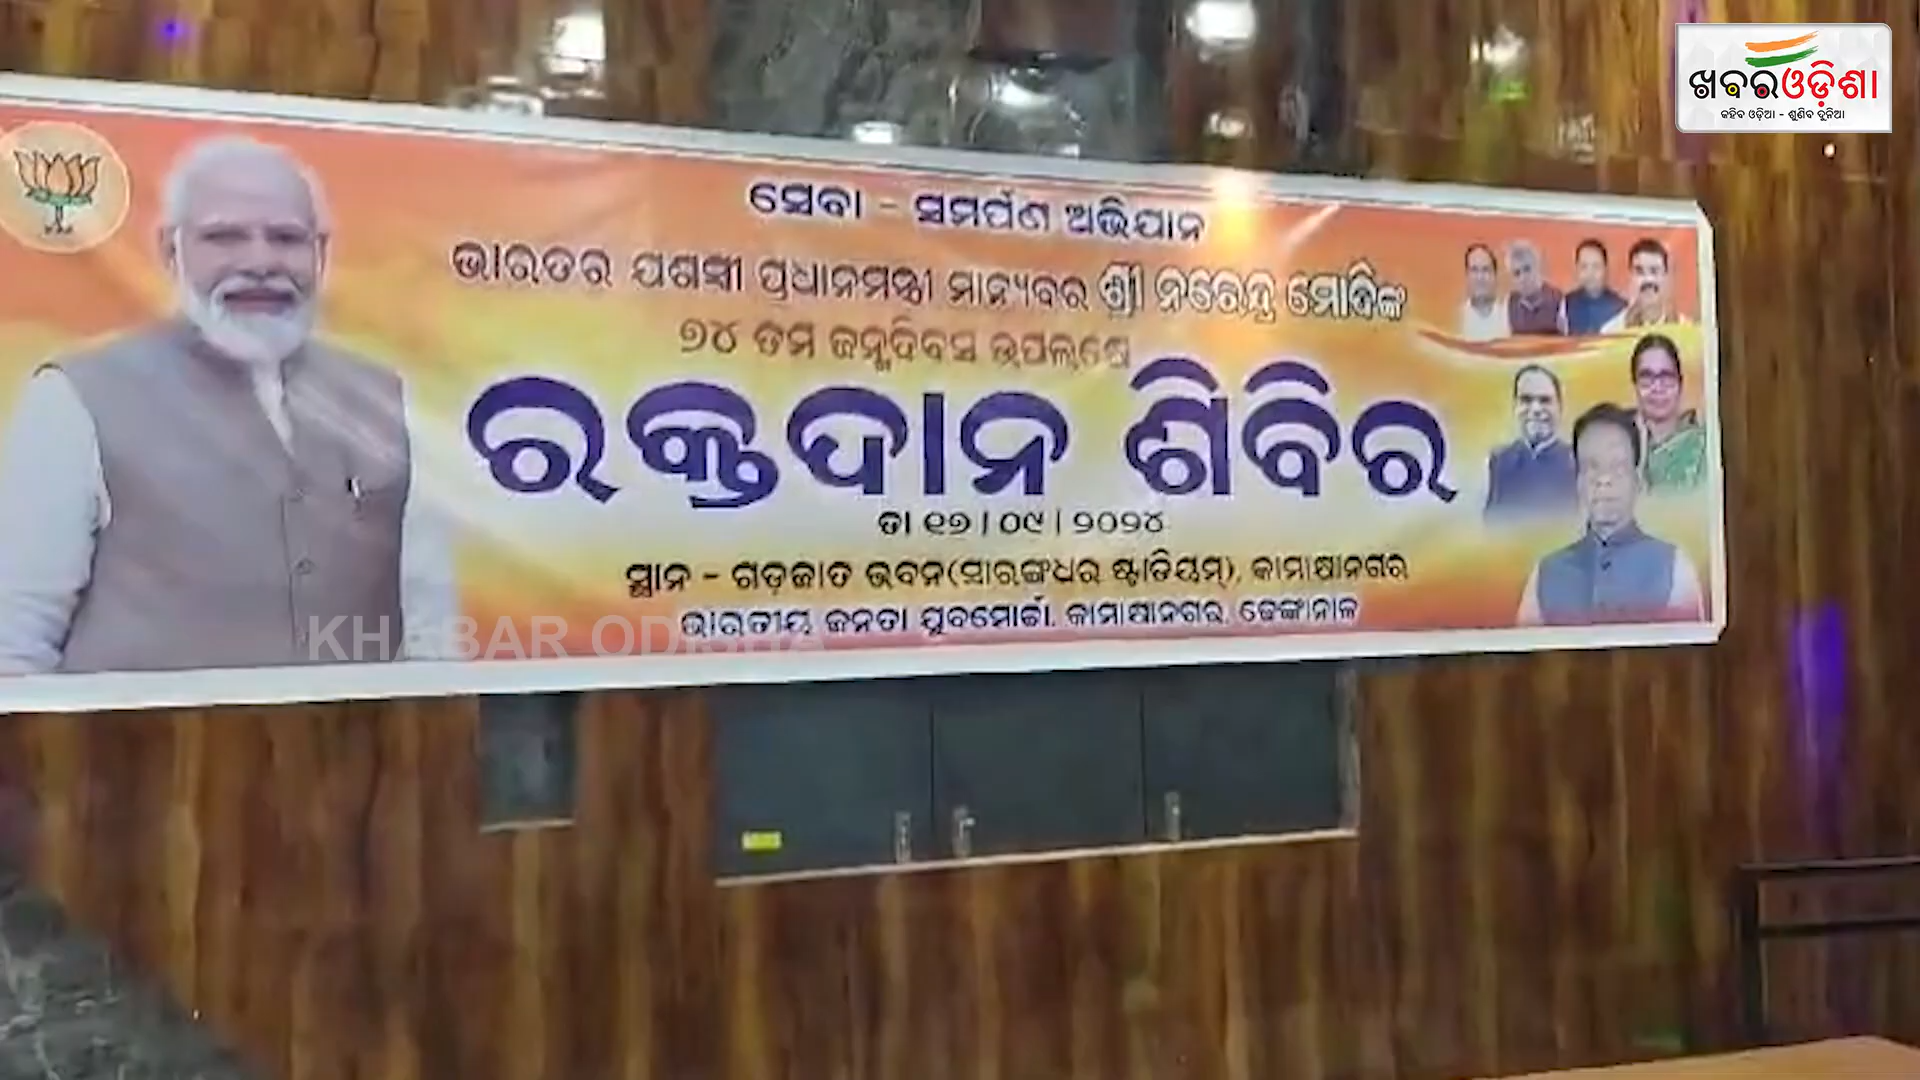 ଖବରଓଡ଼ିଶା
କହିବ ଓଡ଼ିଆ - ଶୁଣିବ ଦୁନିଆ
ସେବା - ସମର୍ପଣ ଅଭିଯାନ
ଭାରତର ଯଶସ୍ଵୀ ପ୍ରଧାନମନ୍ତ୍ରୀ ମାନ୍ୟବର ଶ୍ରୀ ନରେନ୍ଦ୍ର ମୋଦିଙ୍କ
୭୪ ତମ ଜନ୍ମଦିବସ ଉପଲକ୍ଷେ
ରକ୍ତଦାନ ଶିବିର
ତା ୧୭ । ୦୯ । ୨୦୨୪
ସ୍ଥାନ - ଗଡ଼ଜାତ ଭବନ(ସାରଙ୍ଗଧର ଷ୍ଟାଡିୟମ୍), କାମାକ୍ଷାନଗର
ଭାରତୀୟ ଜନତା ଯୁବମୋର୍ଚ୍ଚା, କାମାକ୍ଷାନଗର, ଢେଙ୍କାନାଳ
KHABAR ODISHA